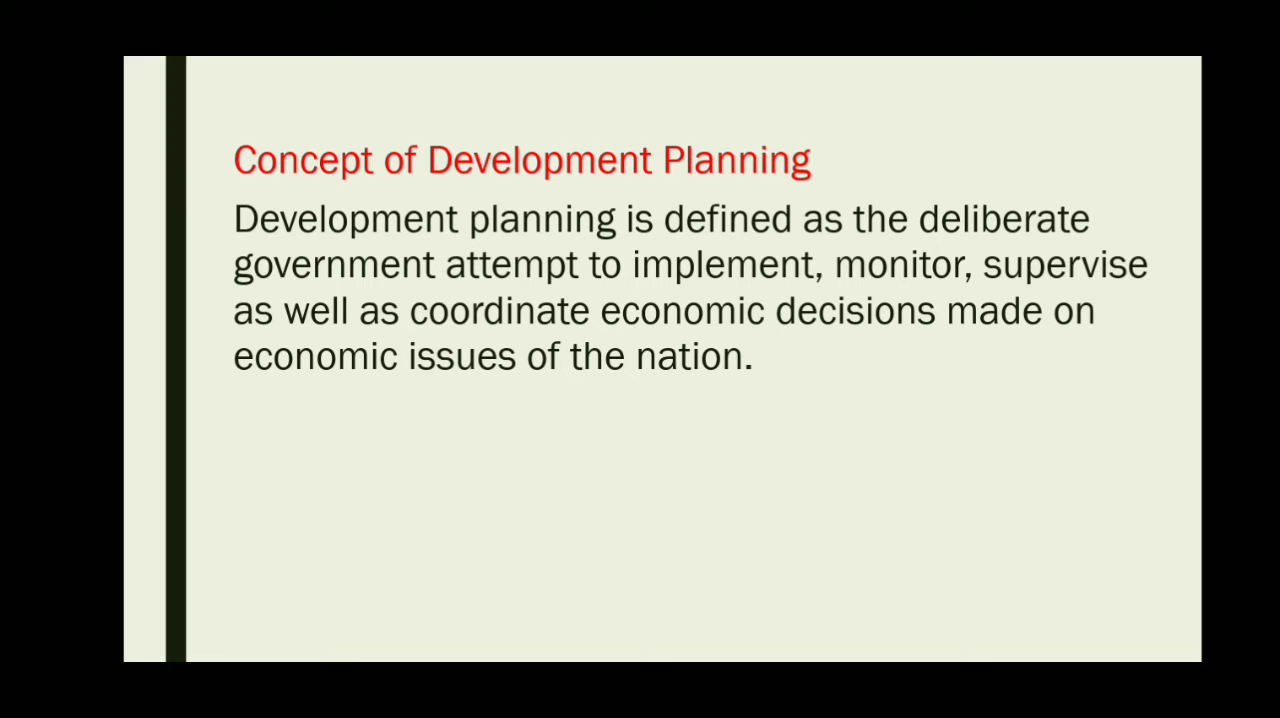 Concept of Development Planning
Development planning is defined as the deliberate
government attempt to implement, monitor, supervise
as well as coordinate economic decisions made on
economic issues of the nation.